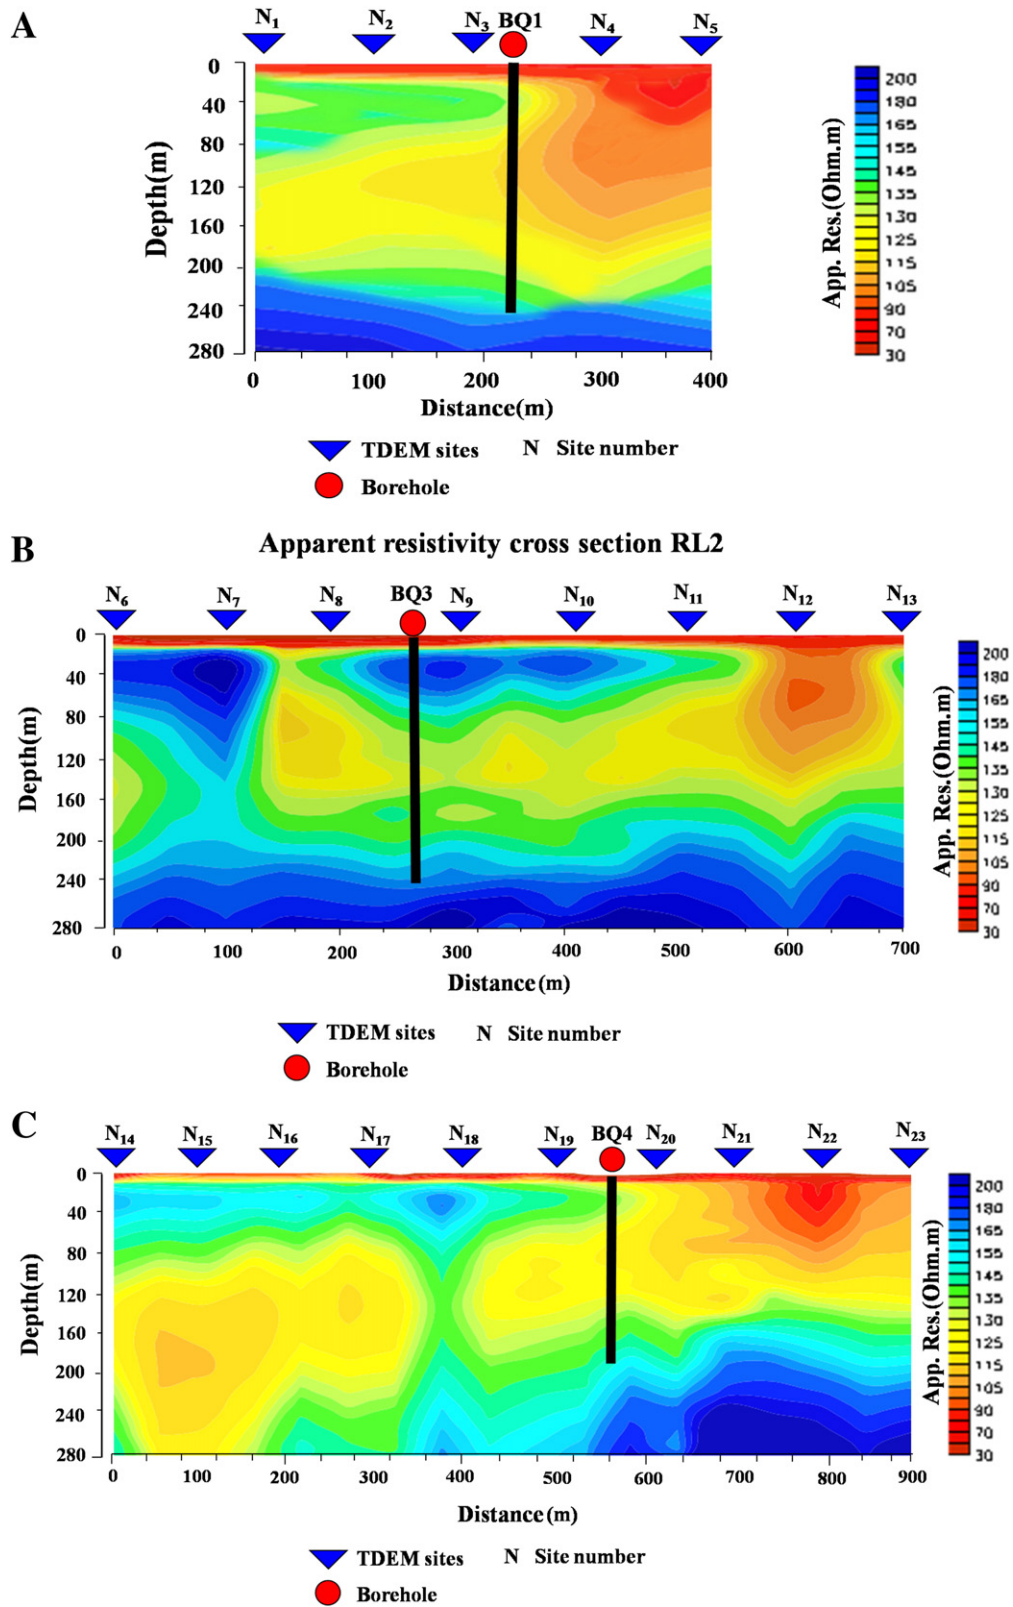 A
N1 N2 N3 BQ1 N4 N5
0
40
80
120
160
200
240
280
Depth(m)
0 100 200 300 400
Distance(m)
App. Res.(Ohm.m)
200
180
165
155
145
135
130
125
115
105
90
70
30
TDEM sites N Site number
Borehole
B
Apparent resistivity cross section RL2
N6 N7 N8 BQ3 N9 N10 N11 N12 N13
0
40
80
120
160
200
240
280
Depth(m)
0 100 200 300 400 500 600 700
Distance(m)
App. Res.(Ohm.m)
200
180
165
155
145
135
130
125
115
105
90
70
30
TDEM sites N Site number
Borehole
C
N14 N15 N16 N17 N18 N19 BQ4 N20 N21 N22 N23
0
40
80
120
160
200
240
280
Depth(m)
0 100 200 300 400 500 600 700 800 900
Distance(m)
App. Res.(Ohm.m)
200
180
165
155
145
135
130
125
115
105
90
70
30
TDEM sites N Site number
Borehole